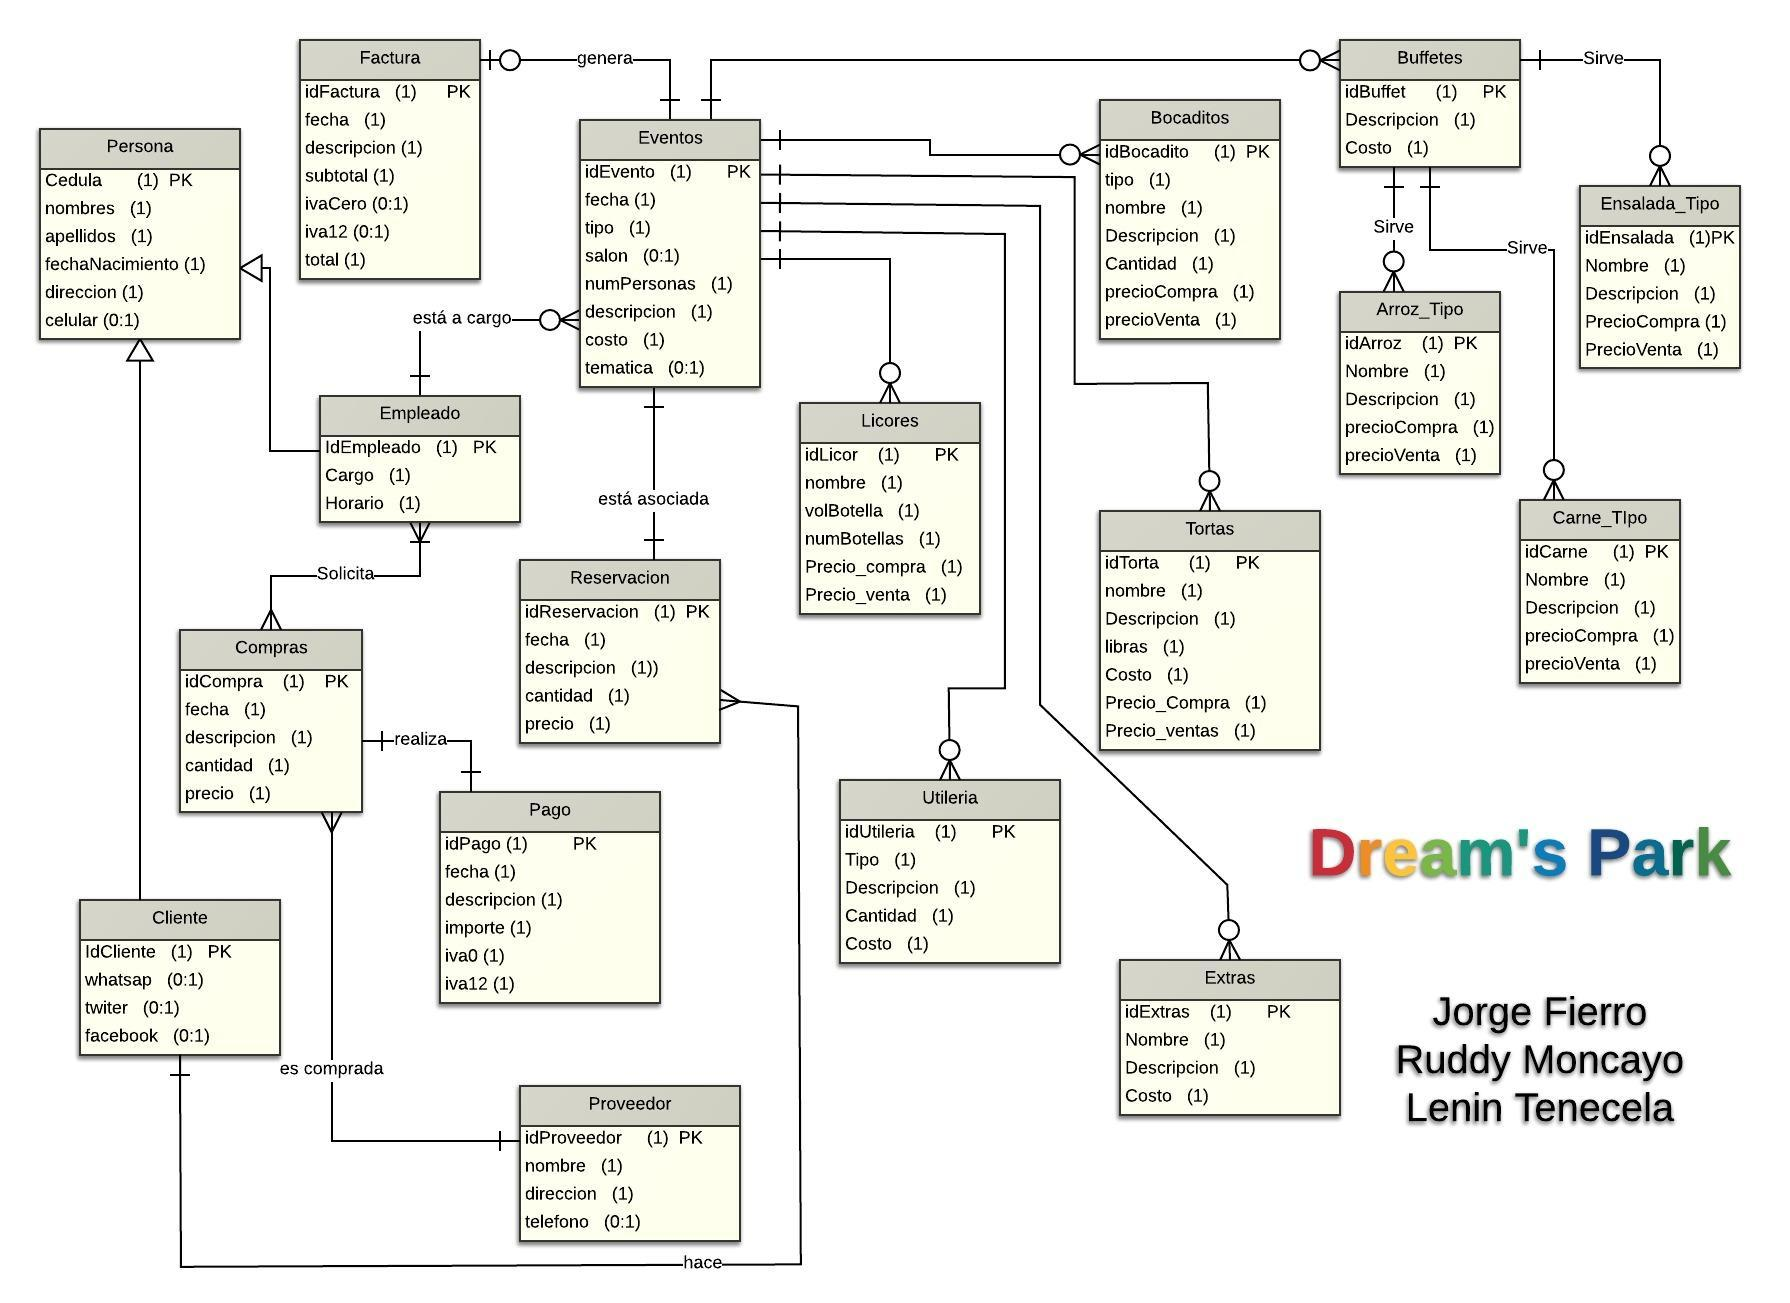 Factura
idFactura (1) PK
fecha (1)
descripcion (1)
subtotal (1)
ivaCero (0:1)
iva12 (0:1)
total (1)
genera
Persona
Cedula (1) PK
nombres (1)
apellidos (1)
fechaNacimiento (1)
direccion (1)
celular (0:1)
Eventos
idEvento (1) PK
fecha (1)
tipo (1)
salon (0:1)
numPersonas (1)
descripcion (1)
costo (1)
tematica (0:1)
Bocaditos
idBocadito (1) PK
tipo (1)
nombre (1)
Descripcion (1)
Cantidad (1)
precioCompra (1)
precioVenta (1)
Buffetes
idBuffet (1) PK
Descripcion (1)
Costo (1)
Sirve
Sirve
Sirve
Ensalada_Tipo
idEnsalada (1)PK
Nombre (1)
Descripcion (1)
PrecioCompra (1)
PrecioVenta (1)
Arroz_Tipo
idArroz (1) PK
Nombre (1)
Descripcion (1)
precioCompra (1)
precioVenta (1)
está a cargo
Empleado
IdEmpleado (1) PK
Cargo (1)
Horario (1)
está asociada
Licores
idLicor (1) PK
nombre (1)
volBotella (1)
numBotellas (1)
Precio_compra (1)
Precio_venta (1)
Tortas
idTorta (1) PK
nombre (1)
Descripcion (1)
libras (1)
Costo (1)
Precio_Compra (1)
Precio_ventas (1)
Carne_TIpo
idCarne (1) PK
Nombre (1)
Descripcion (1)
precioCompra (1)
precioVenta (1)
Solicita
Reservacion
idReservacion (1) PK
fecha (1)
descripcion (1))
cantidad (1)
precio (1)
Compras
idCompra (1) PK
fecha (1)
descripcion (1)
cantidad (1)
precio (1)
realiza
Pago
idPago (1) PK
fecha (1)
descripcion (1)
importe (1)
iva0 (1)
iva12 (1)
Utileria
idUtileria (1) PK
Tipo (1)
Descripcion (1)
Cantidad (1)
Costo (1)
Dream's Park
Cliente
IdCliente (1) PK
whatsap (0:1)
twiter (0:1)
facebook (0:1)
es comprada
Extras
idExtras (1) PK
Nombre (1)
Descripcion (1)
Costo (1)
Jorge Fierro
Ruddy Moncayo
Lenin Tenecela
Proveedor
idProveedor (1) PK
nombre (1)
direccion (1)
telefono (0:1)
hace